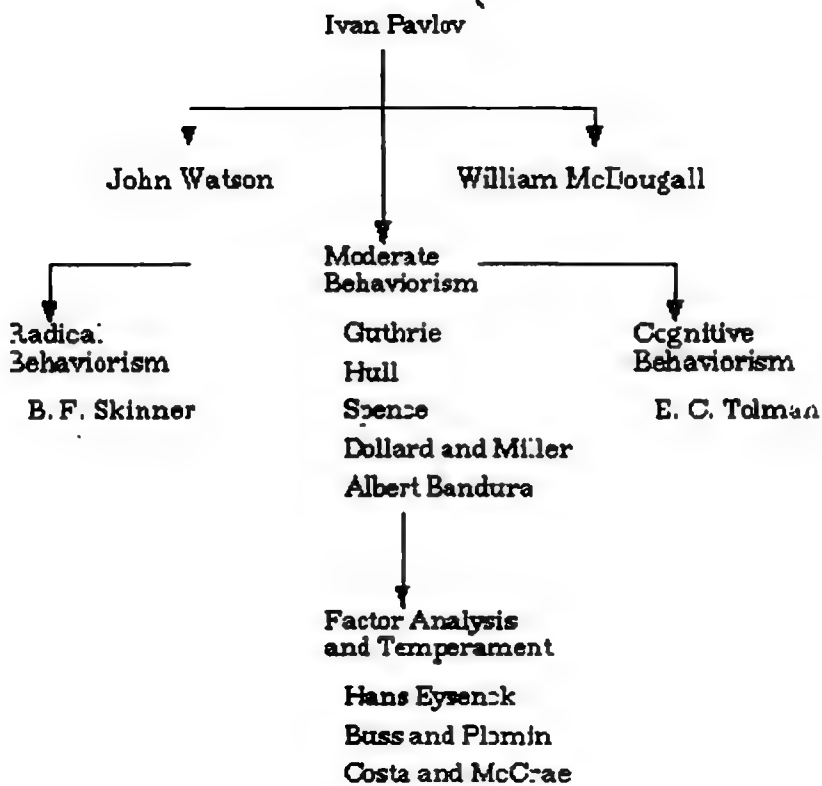 Ivan Pavlov
John Watson
William McDougall
Moderate
Behaviorism
Radical
Behaviorism
Cognitive
Behaviorism
Guthrie
Hull
Spence
Dollard and Miller
Albert Bandura
B. F. Skinner
E. C. Tolman
Factor Analysis
and Temperament
Hans Eysenck
Buss and Plomin
Costa and McCrae